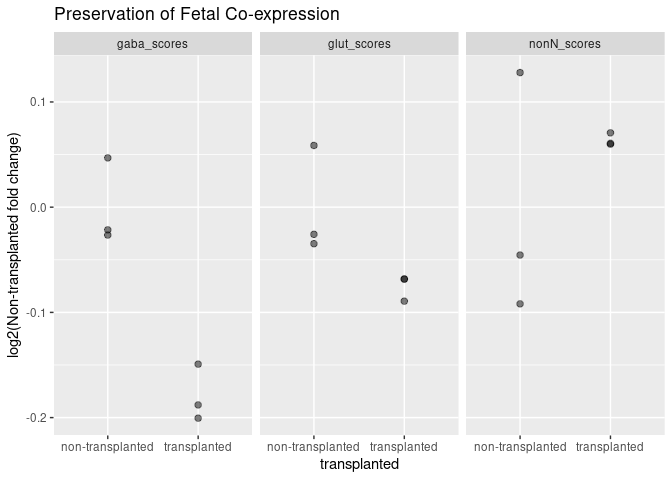 Preservation of Fetal Co-expression
gaba_scores glut_scores nonN_scores
log2(Non-transplanted fold change)
0.1
0.0
-0.1
-0.2
non-transplanted transplanted non-transplanted transplanted non-transplanted transplanted
transplanted